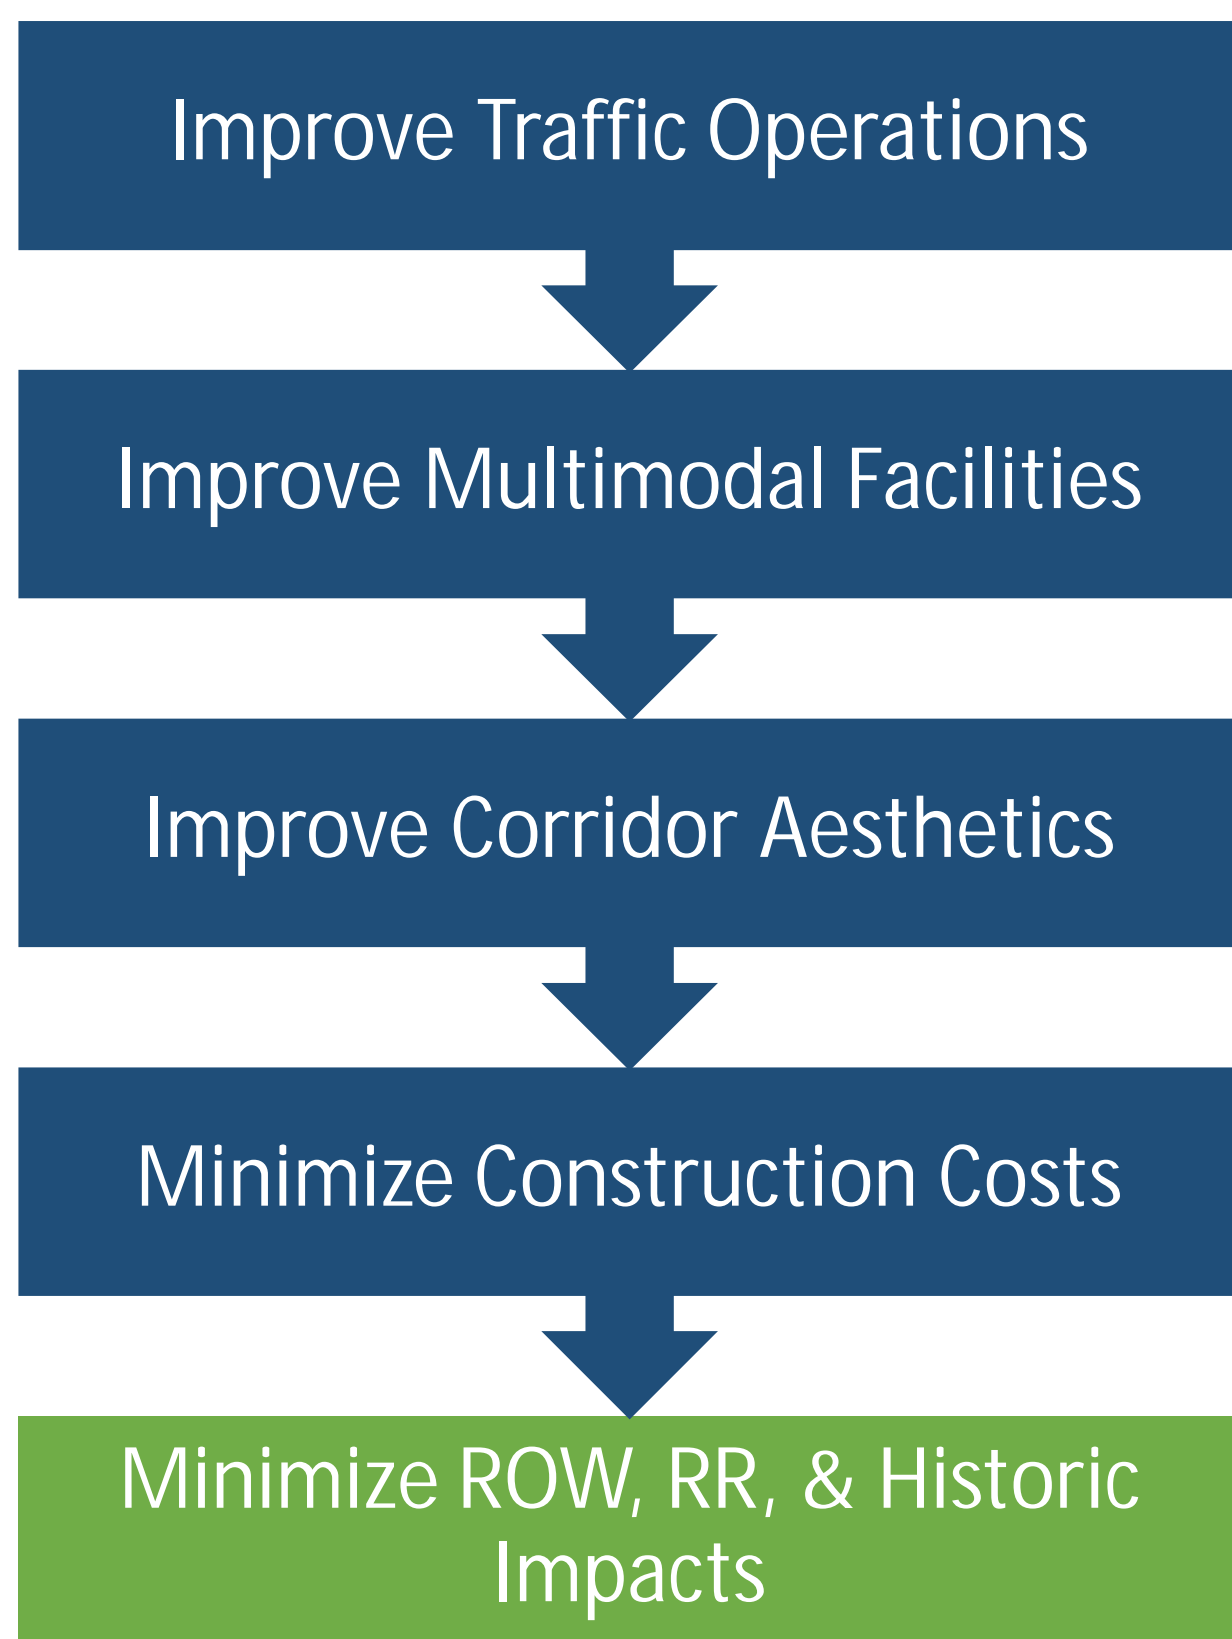 Improve Traffic Operations
Improve Multimodal Facilities
Improve Corridor Aesthetics
Minimize Construction Costs
Minimize ROW, RR, & Historic
Impacts